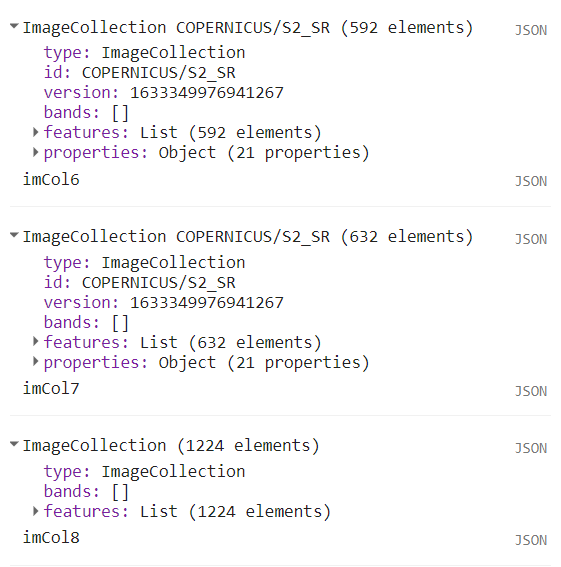 ImageCollection COPERNICUS/S2_SR (592 elements) JSON
type: ImageCollection
id: COPERNICUS/S2_SR
version: 1633349976941267
bands: []
features: List (592 elements)
properties: Object (21 properties)
imCol6 JSON
ImageCollection COPERNICUS/S2_SR (632 elements) JSON
type: ImageCollection
id: COPERNICUS/S2_SR
version: 1633349976941267
bands: []
features: List (632 elements)
properties: Object (21 properties)
imCol7 JSON
ImageCollection (1224 elements) JSON
type: ImageCollection
bands: []
features: List (1224 elements)
imCol8 JSON